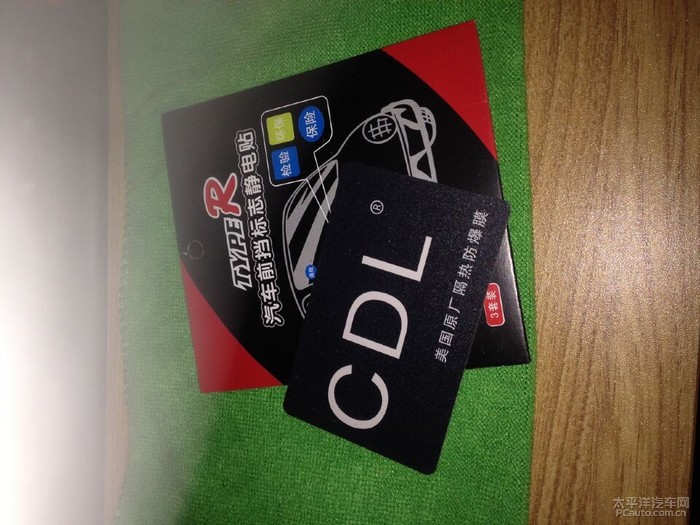 TYPE R
汽车前挡标志静电贴
检验
环保
保险
3套装
CDL®
美国原厂隔热防爆膜
太平洋汽车网
PCauto.com.cn